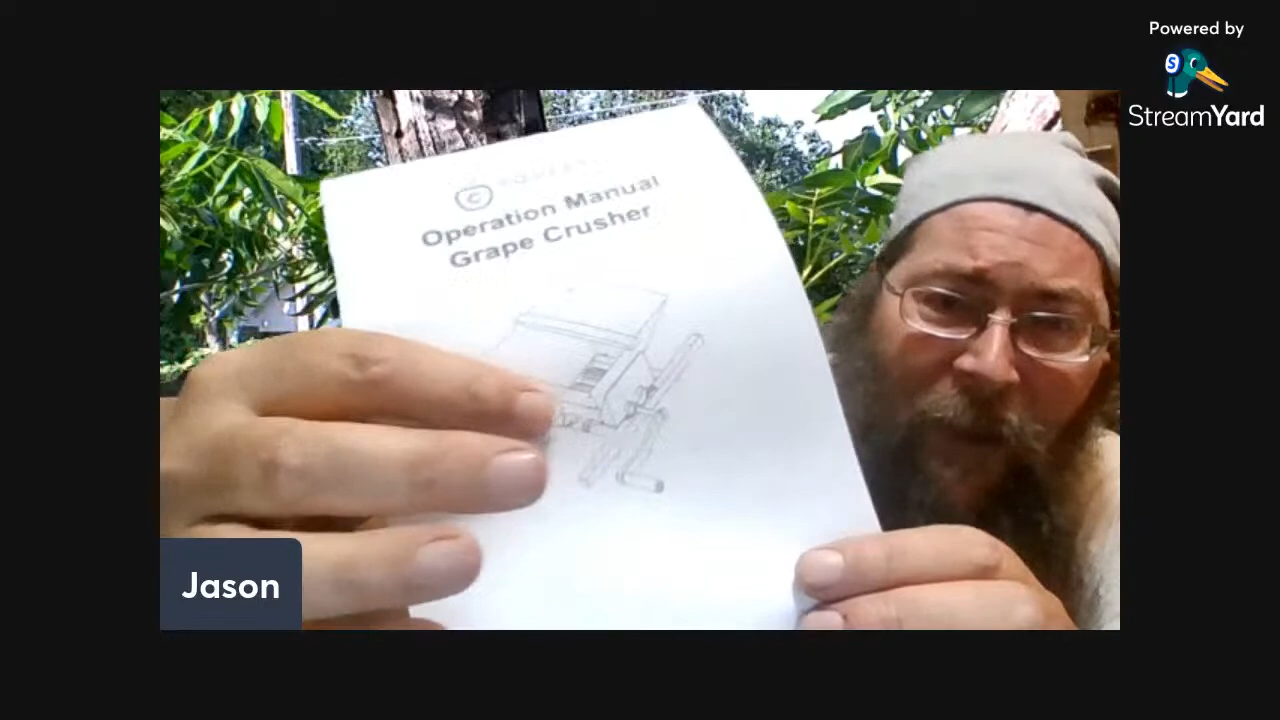 Powered by
S
StreamYard
C
Operation Manual
Grape Crusher
Jason